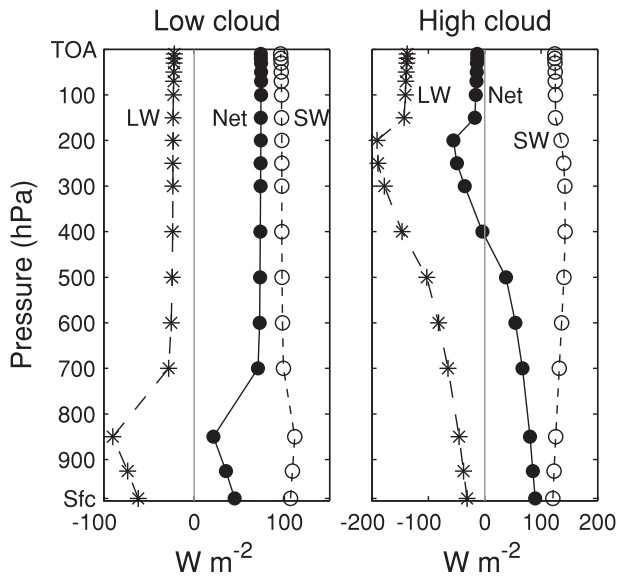 Low cloud
High cloud
TOA
100
200
300
400
500
600
700
800
900
Sfc
Pressure (hPa)
LW
Net
SW
LW
Net
SW
-100
0
100
-200
-100
0
100
200
W m-2
W m-2